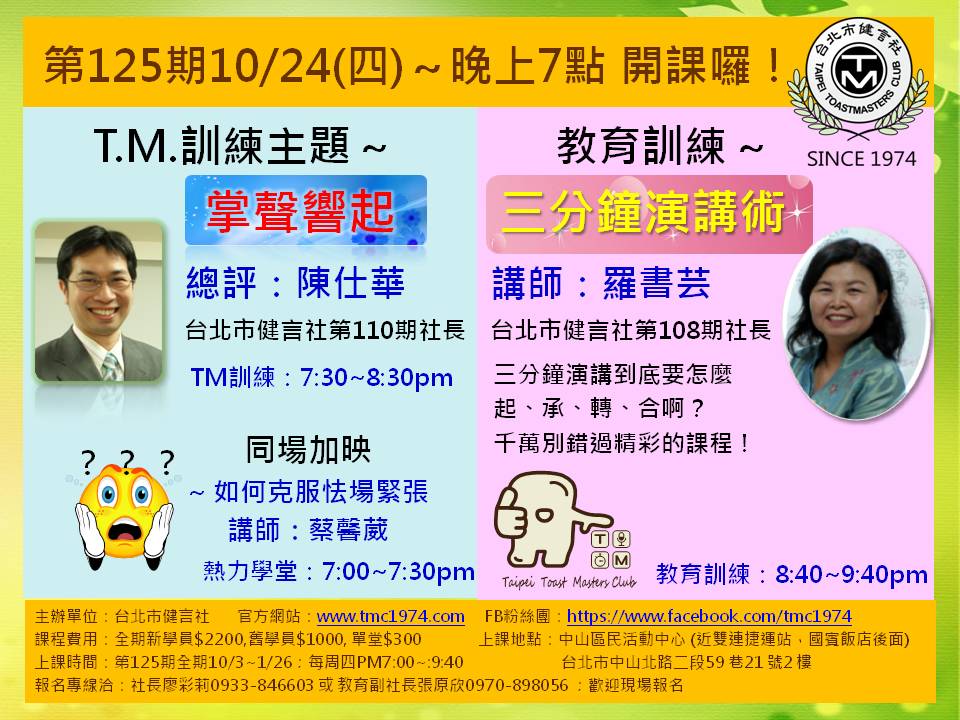 第125期10/24(四)～晚上7點 開課囉！
台北市健言社
TM
TAIPEI TOASTMASTERS CLUB
SINCE 1974
T.M.訓練主題～
掌聲響起
總評：陳仕華
台北市健言社第110期社長
TM訓練：7:30~8:30pm
? ? ?
同場加映
~ 如何克服怯場緊張
講師：蔡馨葳
熱力學堂：7:00~7:30pm
教育訓練～
三分鐘演講術
講師：羅書芸
台北市健言社第108期社長
三分鐘演講到底要怎麼
起、承、轉、合啊？
千萬別錯過精彩的課程！
T
M
Taipei Toast Masters Club
教育訓練：8:40~9:40pm
主辦單位：台北市健言社 官方網站：www.tmc1974.com FB粉絲團：https://www.facebook.com/tmc1974
課程費用：全期新學員$2200,舊學員$1000, 單堂$300 上課地點：中山區民活動中心 (近雙連捷運站，國賓飯店後面)
上課時間：第125期全期10/3~1/26：每周四PM7:00~:9:40 台北市中山北路二段59 巷21 號2 樓
報名專線洽：社長廖彩莉0933-846603 或 教育副社長張原欣0970-898056 ；歡迎現場報名